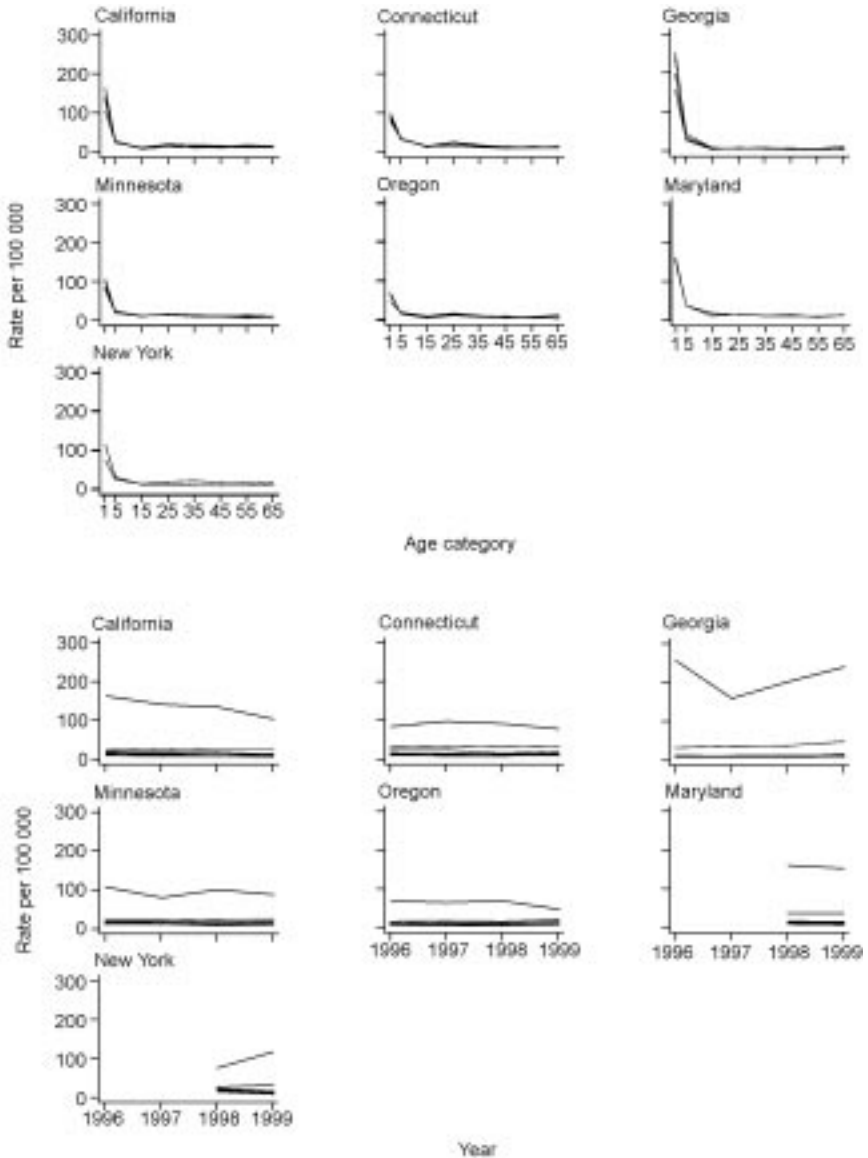 California Connecticut Georgia
300
200
100
0
Minnesota Oregon Maryland
300
200
100
0
1 5 15 25 35 45 55 65 1 5 15 25 35 45 55 65
New York
300
200
100
0
1 5 15 25 35 45 55 65
Rate per 100 000
Age category
California Connecticut Georgia
300
200
100
0
Minnesota Oregon Maryland
300
200
100
0
1996 1997 1998 1999 1996 1997 1998 1999
New York
300
200
100
0
1996 1997 1998 1999
Rate per 100 000
Year